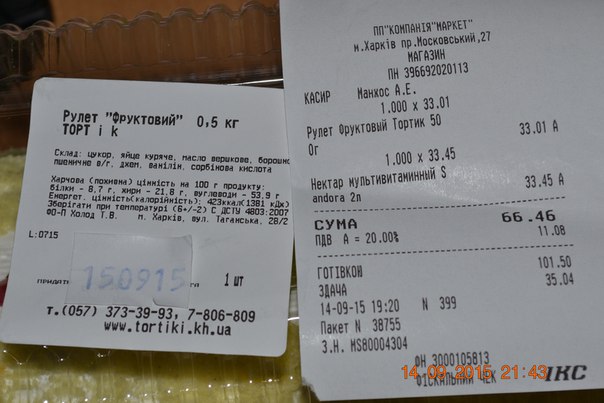 Рулет "Фруктовий" 0,5 кг
ТОРТ i k
Склад: цукор, яйце куряче, масло вершкове, борошно
пшеничне в/г, джем, ванілін, сорбінова кислота
Харчова (поживна) цінність на 100 г продукту:
білки - 8,7 г, жири - 21.8 г, вуглеводи - 53,9 г
Енергет. цінність(калорійність); 423ккал(1381 кДж)
Зберігати при температурі (6+/-2) С ДСТУ 4803:2007
ФО-П Холод Т.В. м. Харків, вул. Таганська, 28/2
L:0715
150915
1 шт
т.(057) 373-39-93, 7-806-809
www.tortiki.kh.ua
ПП"КОМПАНІЯ"МАРКЕТ"
м.Харків пр.Московський,27
МАГАЗИН
ПН 396692020113
КАСИР Манхос А.Е.
1.000 x 33.01
Рулет Фруктовый Тортик 50 33.01 А
0г
1.000 x 33.45
Нектар мультивитаминный S 33.45 А
andora 2л
СУМА 66.46
ПДВ А = 20.00% 11.08
ГОТІВКОЮ 101.50
ЗДАЧА 35.04
14-09-15 19:20 N 399
Пакет N 38755
З.Н. MS80004304
ФН 3000105813
ФІСКАЛЬНИЙ ЧЕК ІКС
14.09.2015 21:43